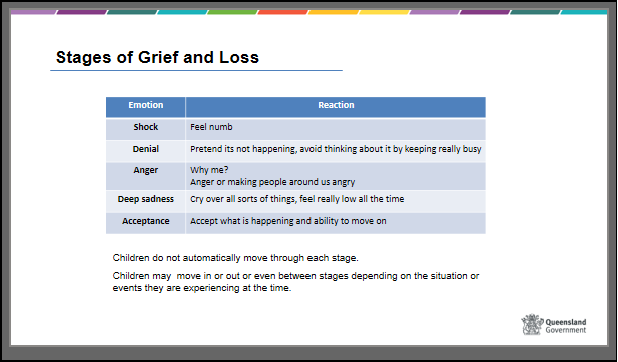 Stages of Grief and Loss
Emotion Reaction
Shock Feel numb
Denial Pretend its not happening, avoid thinking about it by keeping really busy
Anger Why me?
Anger or making people around us angry
Deep sadness Cry over all sorts of things, feel really low all the time
Acceptance Accept what is happening and ability to move on
Children do not automatically move through each stage.
Children may move in or out or even between stages depending on the situation or
events they are experiencing at the time.
Queensland
Government